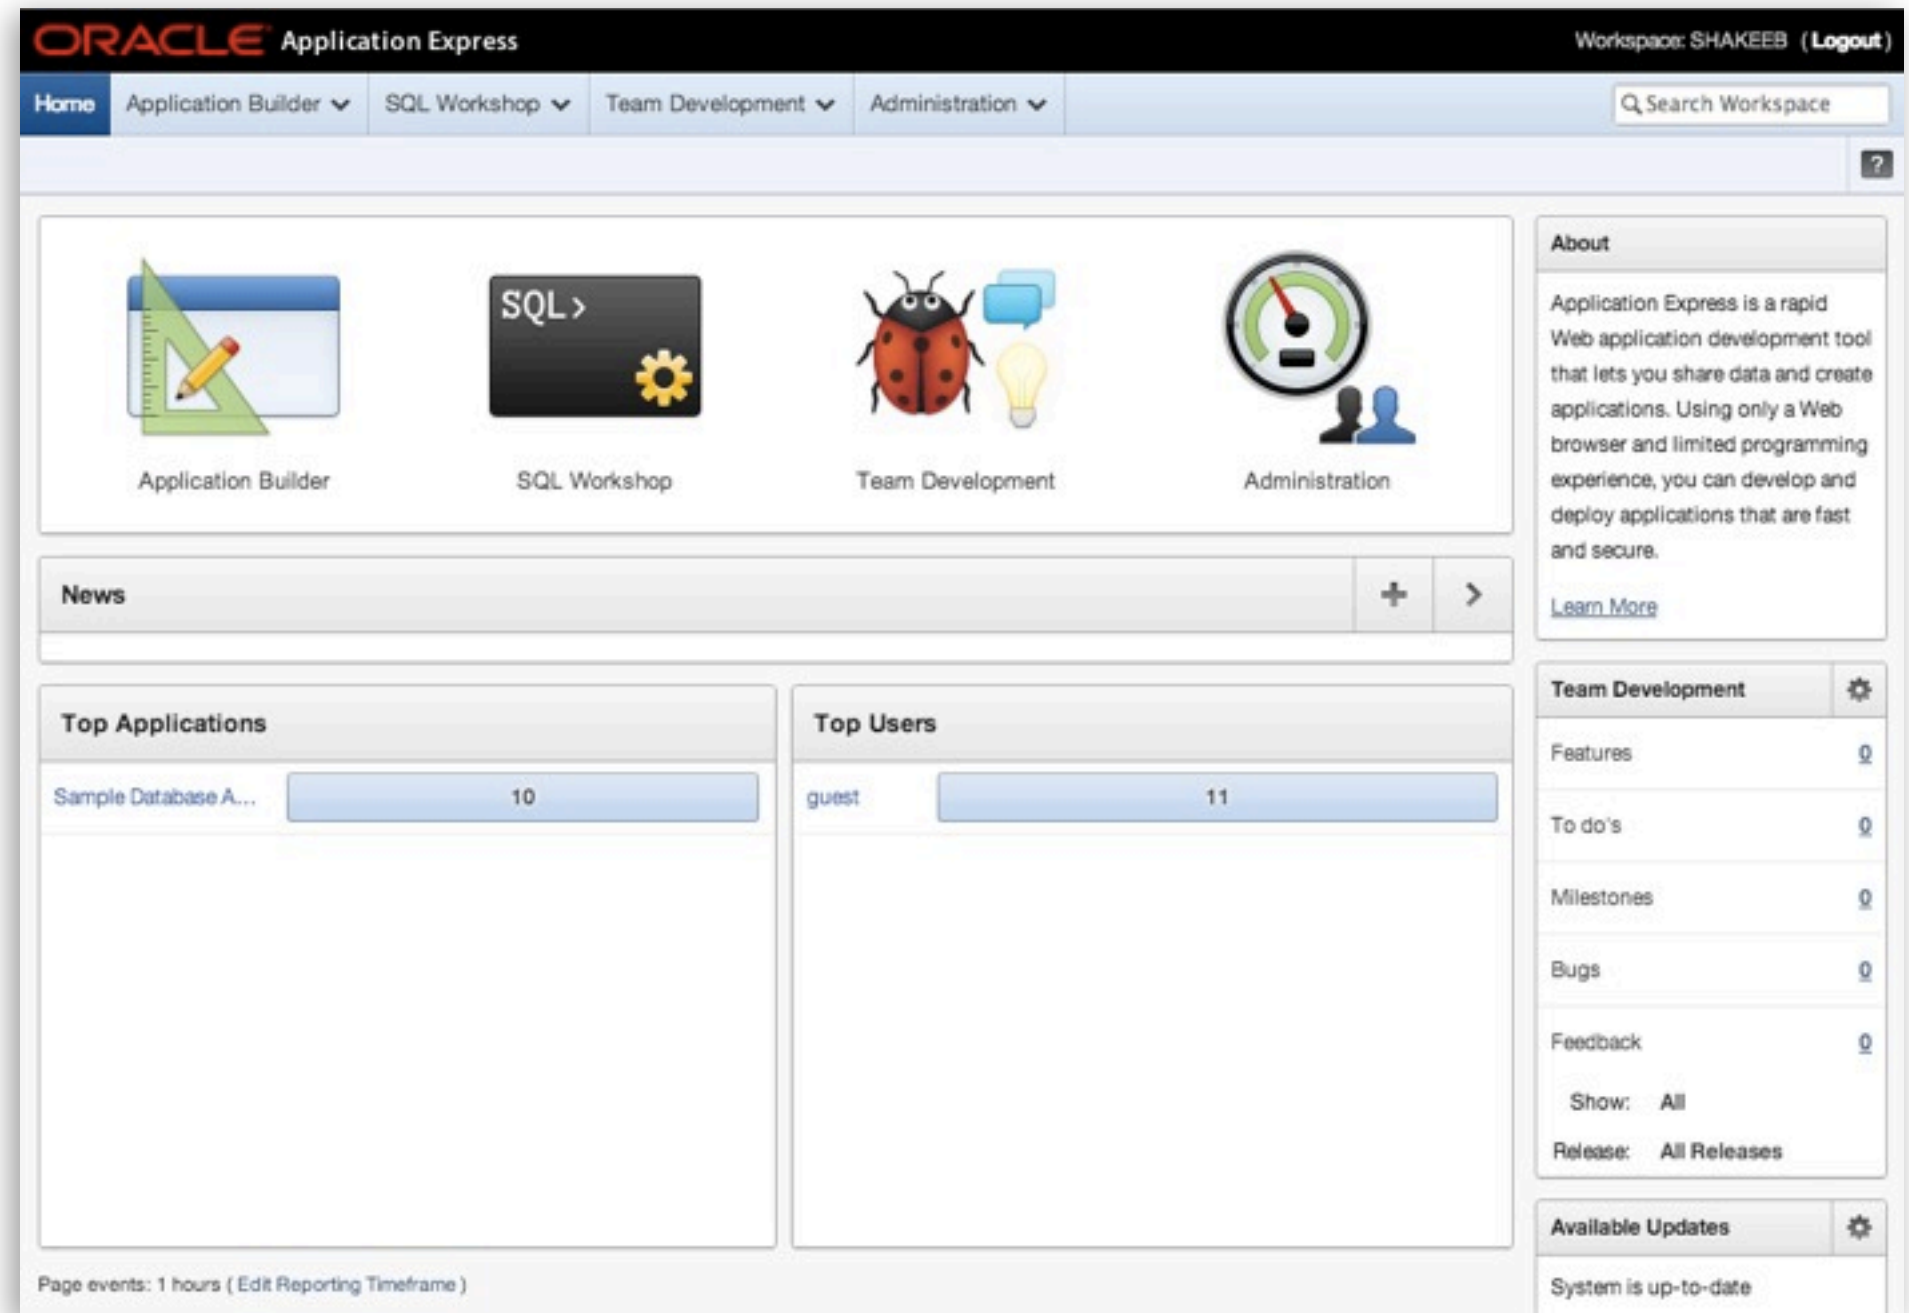 ORACLE Application Express
Workspace: SHAKEEB (Logout)
Home Application Builder SQL Workshop Team Development Administration
Search Workspace
?
SQL>
Application Builder SQL Workshop Team Development Administration
About
Application Express is a rapid
Web application development tool
that lets you share data and create
applications. Using only a Web
browser and limited programming
experience, you can develop and
deploy applications that are fast
and secure.
Learn More
News
Top Applications
Sample Database A... 10
Top Users
guest 11
Team Development
Features 0
To do's 0
Milestones 0
Bugs 0
Feedback 0
Show: All
Release: All Releases
Available Updates
System is up-to-date
Page events: 1 hours ( Edit Reporting Timeframe )